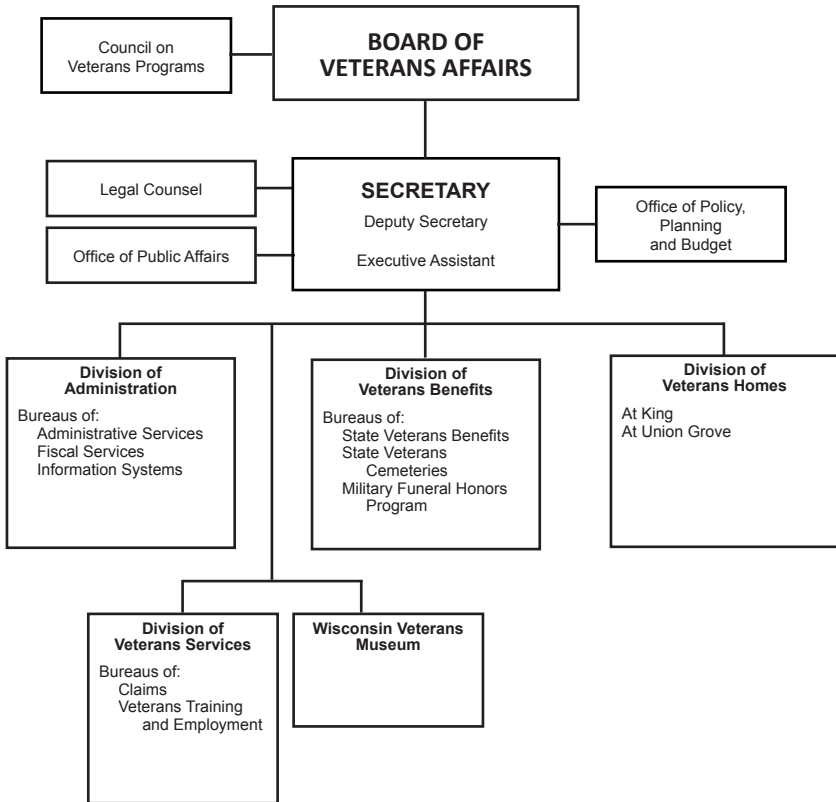 Council on
Veterans Programs
BOARD OF
VETERANS AFFAIRS
Legal Counsel
Office of Public Affairs
SECRETARY
Deputy Secretary
Executive Assistant
Office of Policy,
Planning
and Budget
Division of
Administration
Bureaus of:
Administrative Services
Fiscal Services
Information Systems
Division of
Veterans Benefits
Bureaus of:
State Veterans Benefits
State Veterans
Cemeteries
Military Funeral Honors
Program
Division of
Veterans Homes
At King
At Union Grove
Division of
Veterans Services
Bureaus of:
Claims
Veterans Training
and Employment
Wisconsin Veterans
Museum